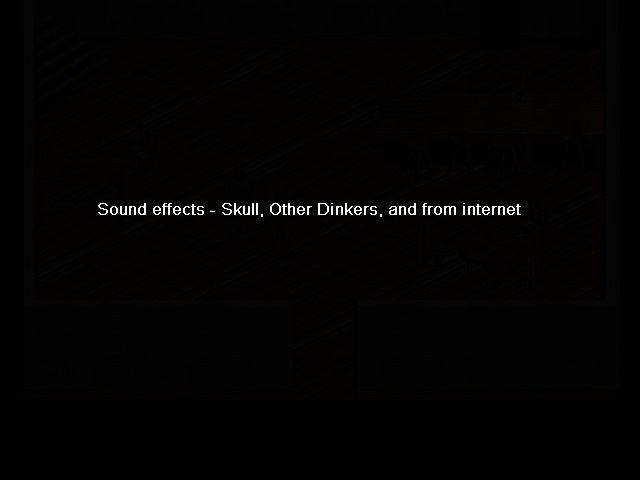 Sound effects - Skull, Other Dinkers, and from internet